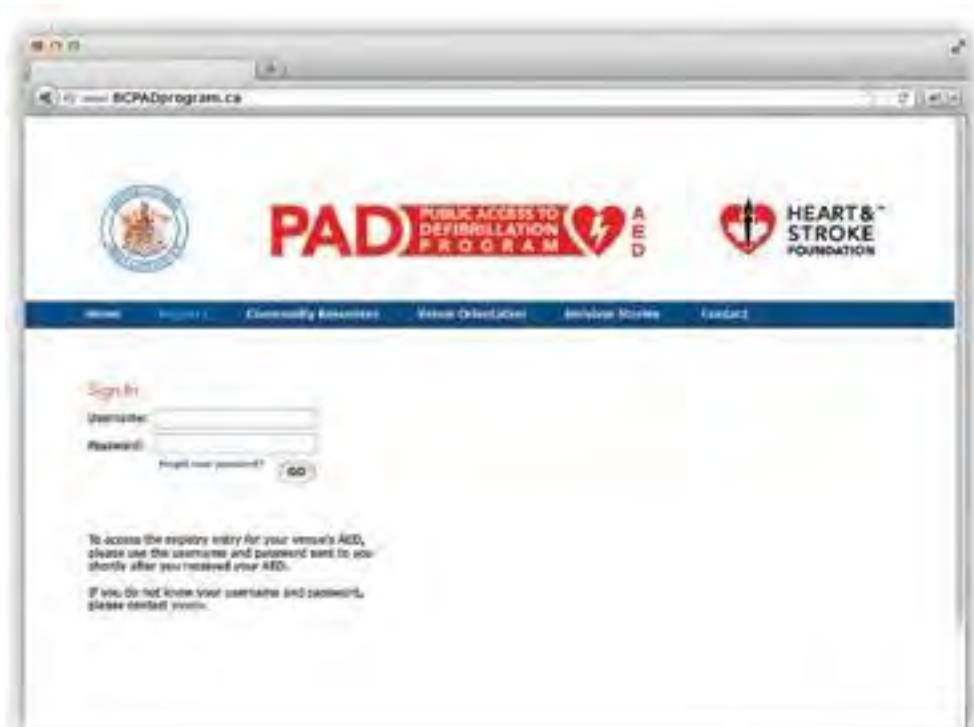 BCPADprogram.ca
PAD PUBLIC ACCESS TO
DEFIBRILLATION
PROGRAM
AED
HEART &™
STROKE
FOUNDATION
Home Registry Community Resources Venue Orientation Survivor Stories Contact
Sign In
Username:
Password:
Forgot your password? GO
To access the registry entry for your venue's AED,
please use the username and password sent to you
shortly after you received your AED.
If you do not know your username and password,
please contact